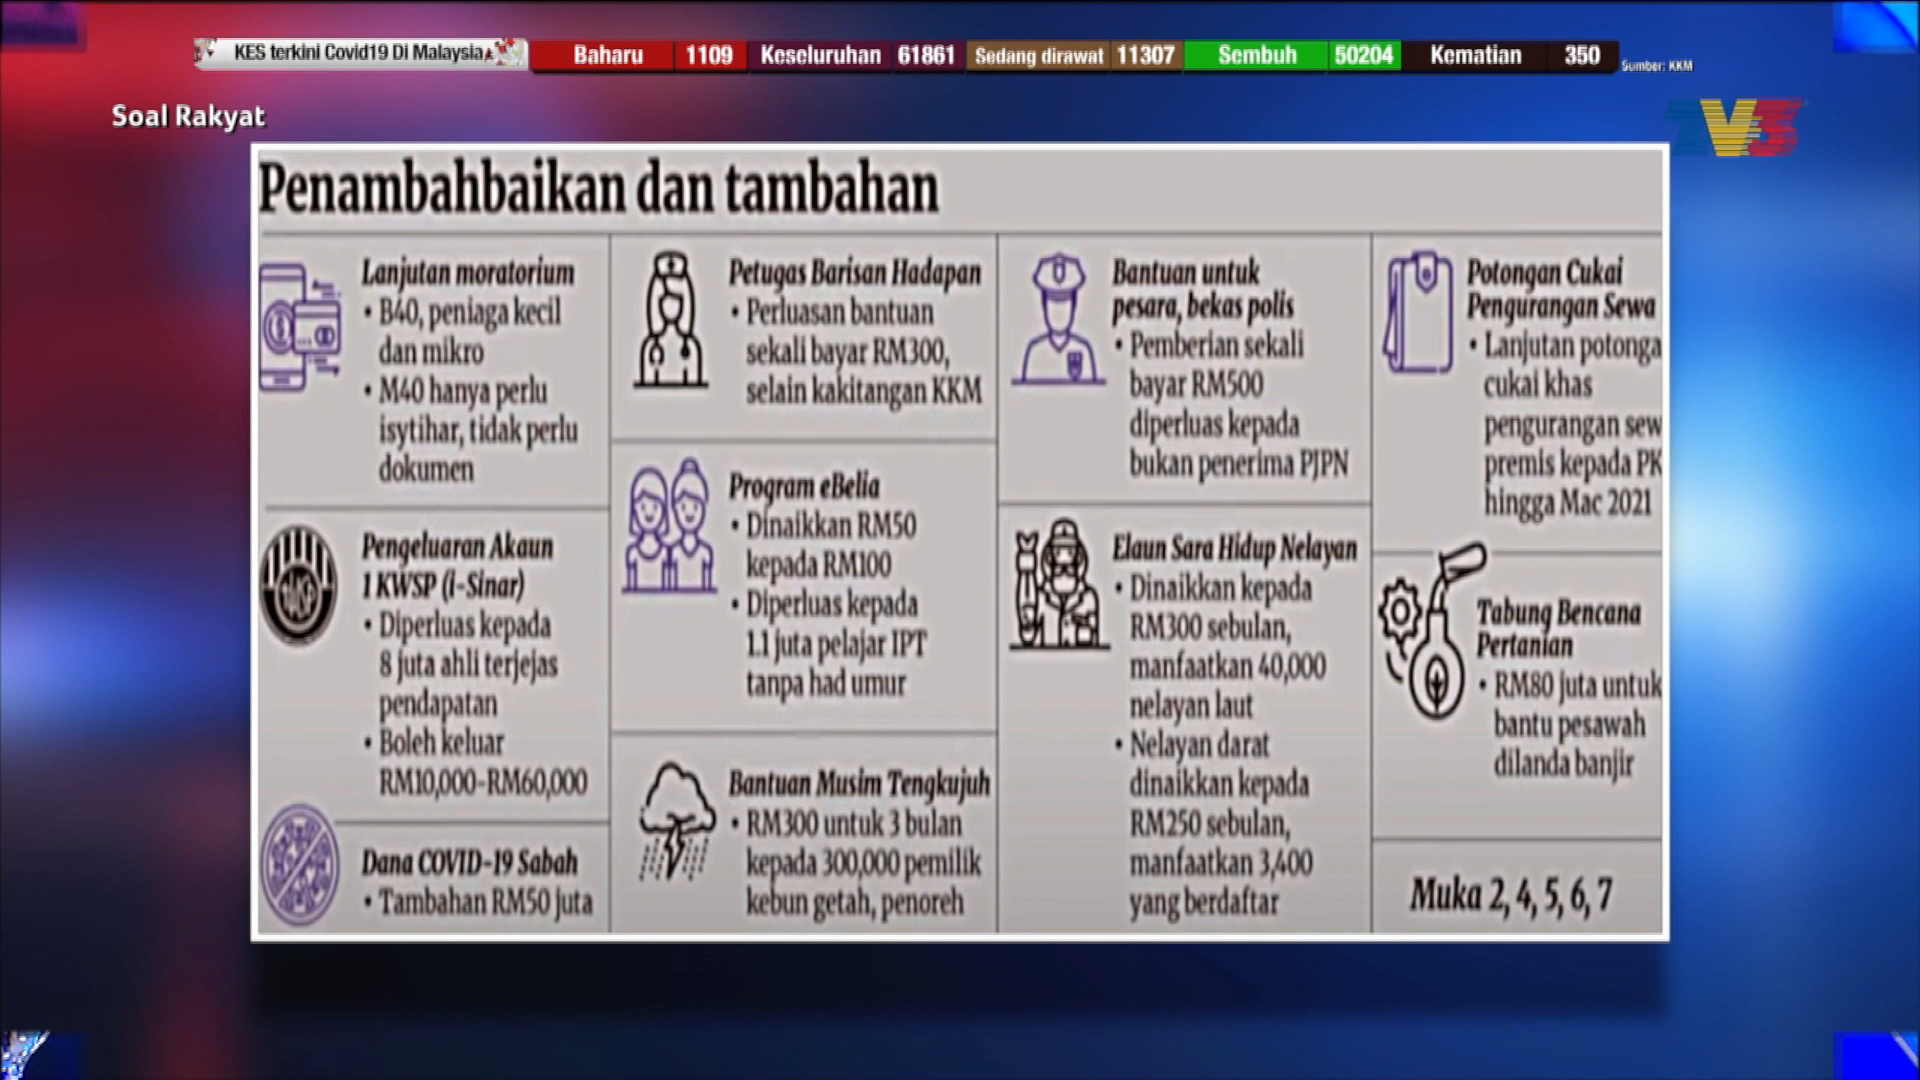 KES terkini Covid19 Di Malaysia Baharu 1109 Keseluruhan 61861 Sedang dirawat 11307 Sembuh 50204 Kematian 350 Sumber: KKM
Soal Rakyat
TV3
Penambahbaikan dan tambahan
Lanjutan moratorium
• B40, peniaga kecil
dan mikro
• M40 hanya perlu
isytihar, tidak perlu
dokumen
Pengeluaran Akaun
1 KWSP (i-Sinar)
• Diperluas kepada
8 juta ahli terjejas
pendapatan
• Boleh keluar
RM10,000-RM60,000
Dana COVID-19 Sabah
• Tambahan RM50 juta
Petugas Barisan Hadapan
• Perluasan bantuan
sekali bayar RM300,
selain kakitangan KKM
Program eBelia
• Dinaikkan RM50
kepada RM100
• Diperluas kepada
1.1 juta pelajar IPT
tanpa had umur
Bantuan Musim Tengkujuh
• RM300 untuk 3 bulan
kepada 300,000 pemilik
kebun getah, penoreh
Bantuan untuk
pesara, bekas polis
• Pemberian sekali
bayar RM500
diperluas kepada
bukan penerima PJPN
Elaun Sara Hidup Nelayan
• Dinaikkan kepada
RM300 sebulan,
manfaatkan 40,000
nelayan laut
• Nelayan darat
dinaikkan kepada
RM250 sebulan,
manfaatkan 3,400
yang berdaftar
Potongan Cukai
Pengurangan Sewa
• Lanjutan potonga
cukai khas
pengurangan sew
premis kepada PK
hingga Mac 2021
Tabung Bencana
Pertanian
• RM80 juta untuk
bantu pesawah
dilanda banjir
Muka 2, 4, 5, 6, 7